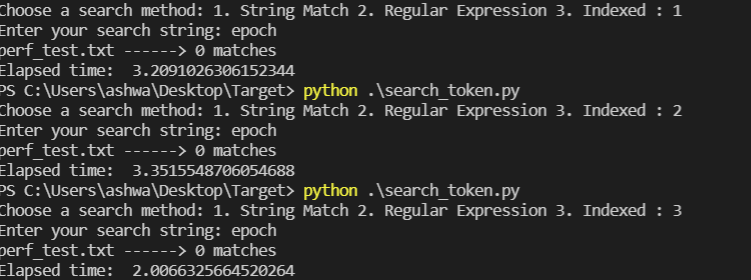 Choose a search method: 1. String Match 2. Regular Expression 3. Indexed : 1
Enter your search string: epoch
perf_test.txt ------> 0 matches
Elapsed time:  3.2091026306152344
PS C:\Users\ashwa\Desktop\Target> python .\search_token.py
Choose a search method: 1. String Match 2. Regular Expression 3. Indexed : 2
Enter your search string: epoch
perf_test.txt ------> 0 matches
Elapsed time:  3.3515548706054688
PS C:\Users\ashwa\Desktop\Target> python .\search_token.py
Choose a search method: 1. String Match 2. Regular Expression 3. Indexed : 3
Enter your search string: epoch
perf_test.txt ------> 0 matches
Elapsed time:  2.0066325664520264